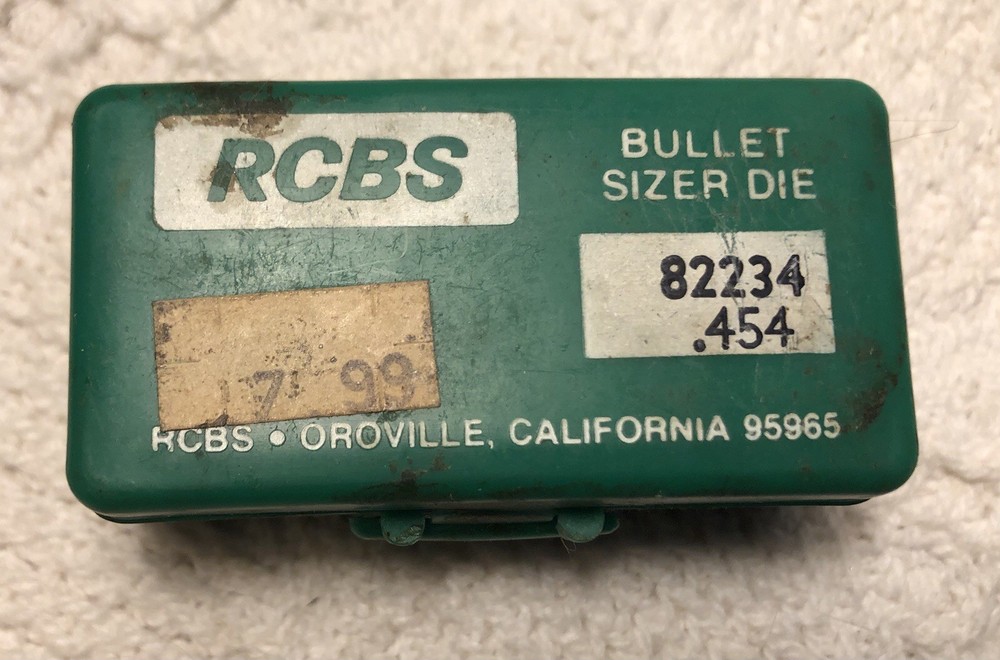 RCBS
BULLET
SIZER DIE
82234
.454
7 99
RCBS • OROVILLE, CALIFORNIA 95965